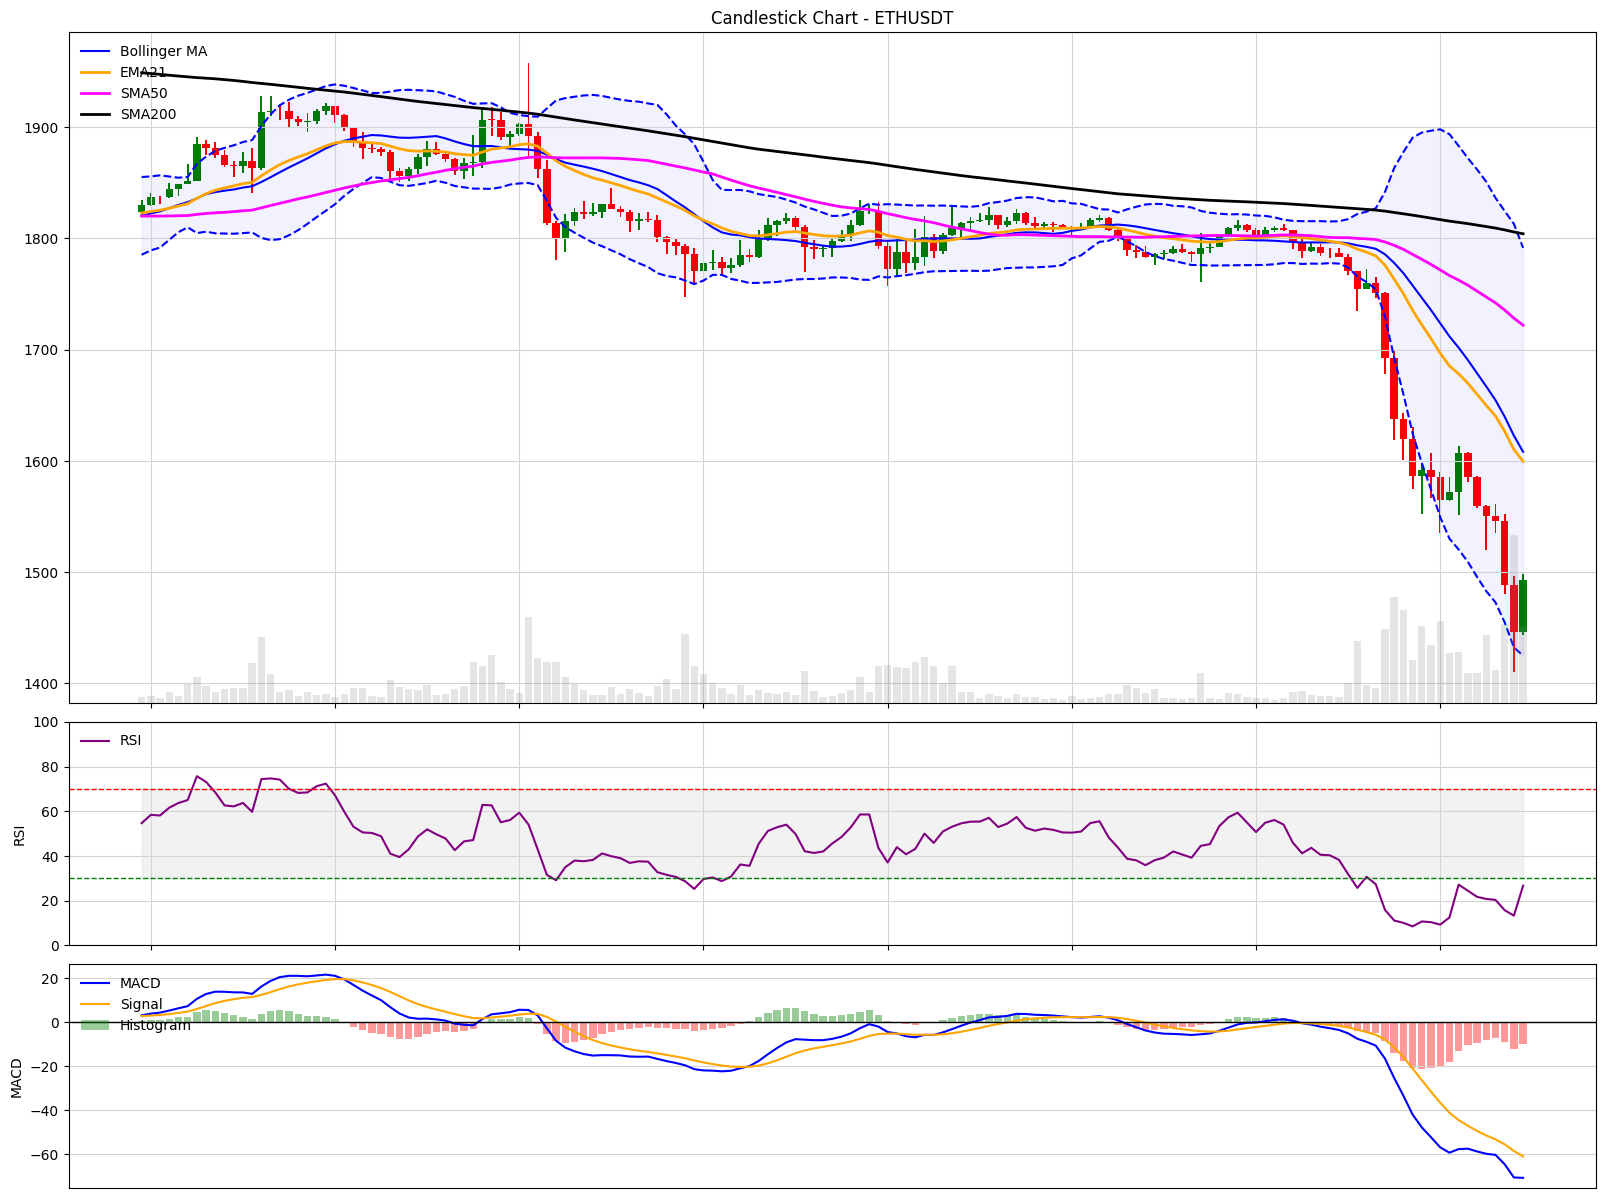 Candlestick Chart - ETHUSDT
Bollinger MA
EMA21
SMA50
SMA200
1900
1800
1700
1600
1500
1400
RSI
100
80
60
40
20
0
RSI
MACD
Signal
Histogram
20
0
−20
−40
−60
MACD